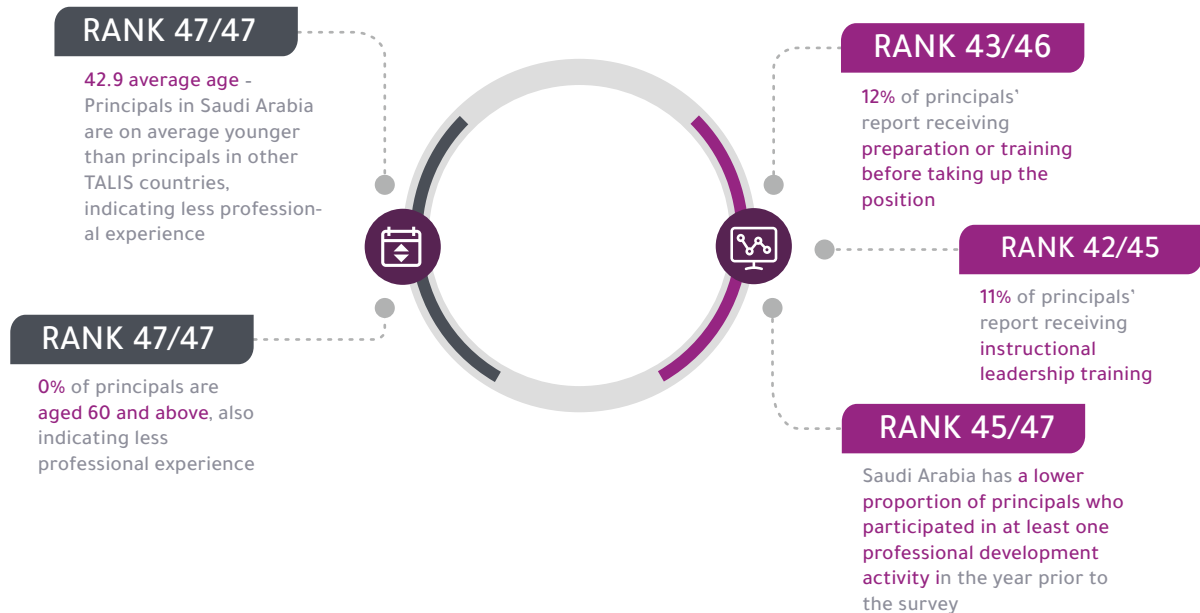 RANK 47/47
42.9 average age -
Principals in Saudi Arabia
are on average younger
than principals in other
TALIS countries,
indicating less profession-
al experience
RANK 47/47
0% of principals are
aged 60 and above, also
indicating less
professional experience
RANK 43/46
12% of principals'
report receiving
preparation or training
before taking up the
position
RANK 42/45
11% of principals'
report receiving
instructional
leadership training
RANK 45/47
Saudi Arabia has a lower
proportion of principals who
participated in at least one
professional development
activity in the year prior to
the survey